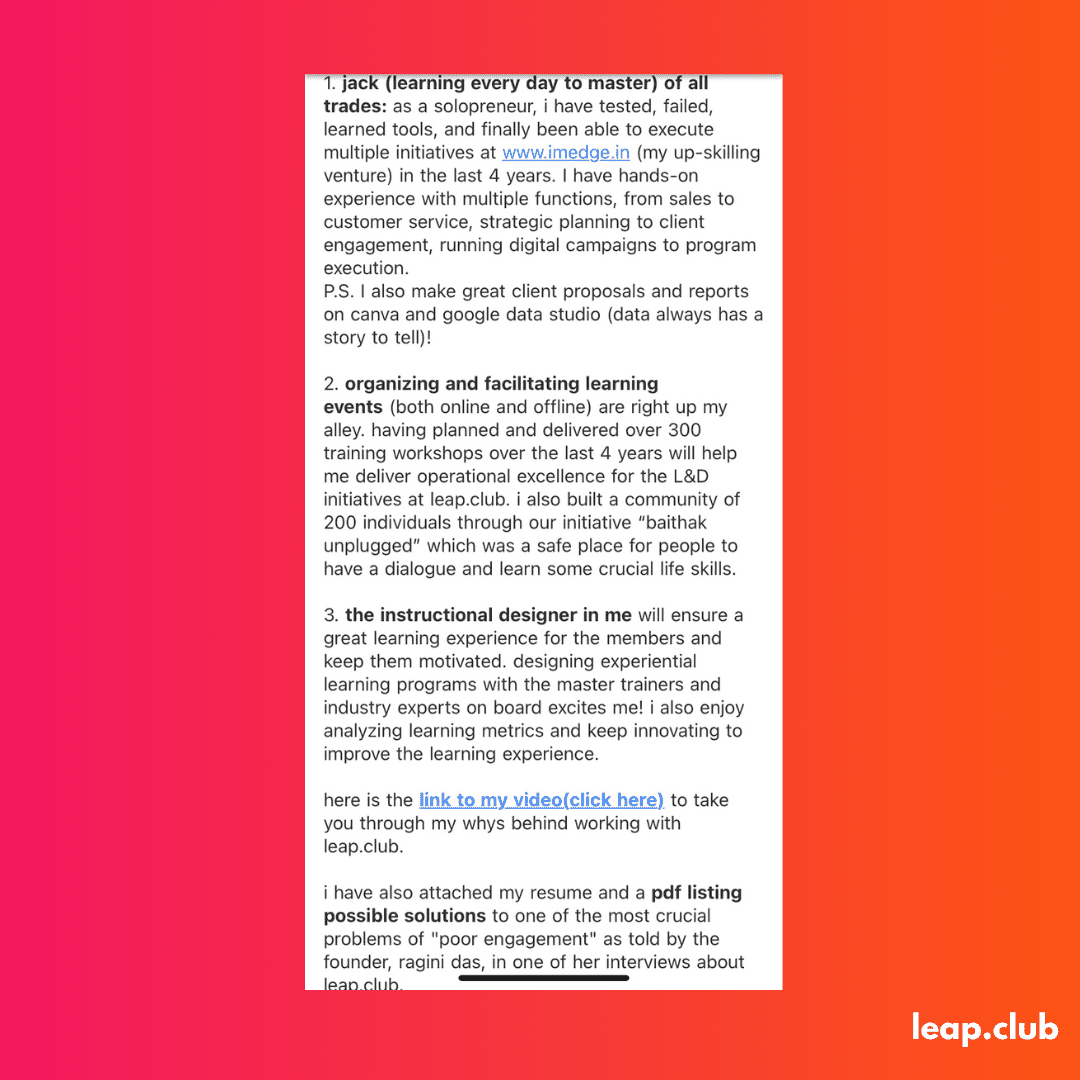 1. jack (learning every day to master) of all
trades: as a solopreneur, i have tested, failed,
learned tools, and finally been able to execute
multiple initiatives at www.imedge.in (my up-skilling
venture) in the last 4 years. I have hands-on
experience with multiple functions, from sales to
customer service, strategic planning to client
engagement, running digital campaigns to program
execution.
P.S. I also make great client proposals and reports
on canva and google data studio (data always has a
story to tell)!
2. organizing and facilitating learning
events (both online and offline) are right up my
alley. having planned and delivered over 300
training workshops over the last 4 years will help
me deliver operational excellence for the L&D
initiatives at leap.club. i also built a community of
200 individuals through our initiative “baithak
unplugged” which was a safe place for people to
have a dialogue and learn some crucial life skills.
3. the instructional designer in me will ensure a
great learning experience for the members and
keep them motivated. designing experiential
learning programs with the master trainers and
industry experts on board excites me! i also enjoy
analyzing learning metrics and keep innovating to
improve the learning experience.
here is the link to my video(click here) to take
you through my whys behind working with
leap.club.
i have also attached my resume and a pdf listing
possible solutions to one of the most crucial
problems of "poor engagement" as told by the
founder, ragini das, in one of her interviews about
leap.club.
leap.club